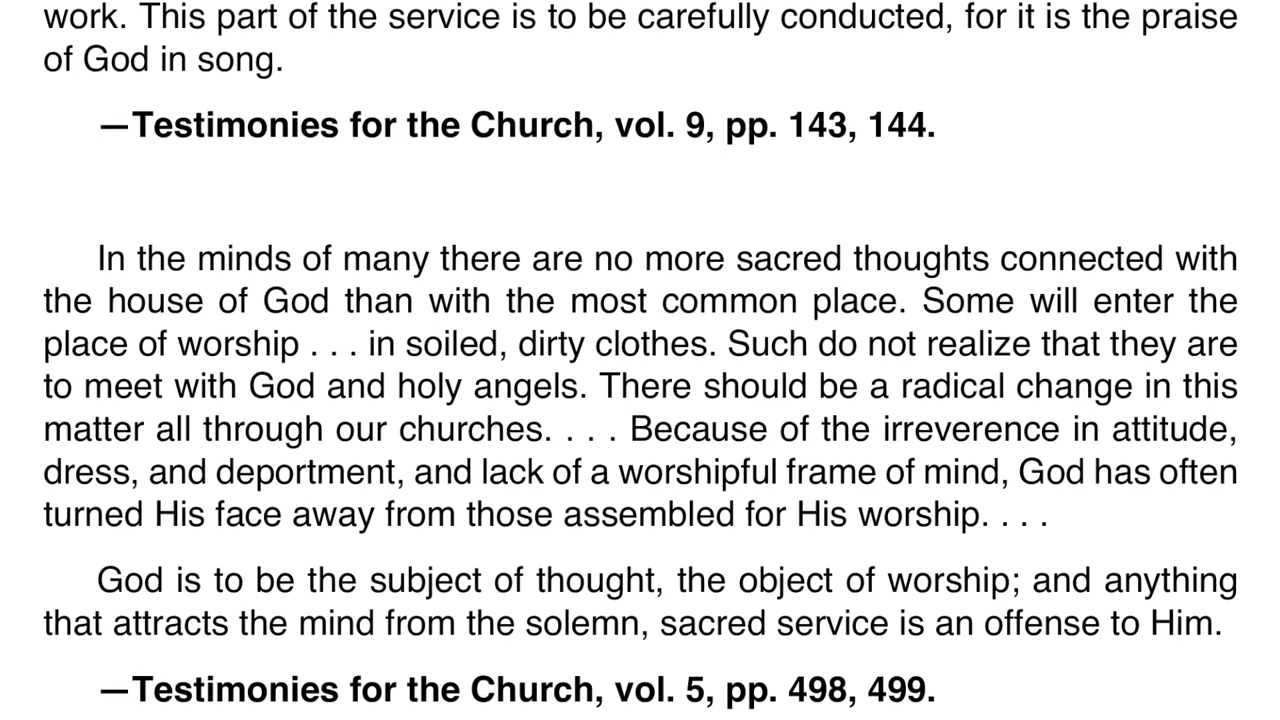 work. This part of the service is to be carefully conducted, for it is the praise
of God in song.
—Testimonies for the Church, vol. 9, pp. 143, 144.
In the minds of many there are no more sacred thoughts connected with
the house of God than with the most common place. Some will enter the
place of worship . . . in soiled, dirty clothes. Such do not realize that they are
to meet with God and holy angels. There should be a radical change in this
matter all through our churches. . . . Because of the irreverence in attitude,
dress, and deportment, and lack of a worshipful frame of mind, God has often
turned His face away from those assembled for His worship. . . .
God is to be the subject of thought, the object of worship; and anything
that attracts the mind from the solemn, sacred service is an offense to Him.
—Testimonies for the Church, vol. 5, pp. 498, 499.